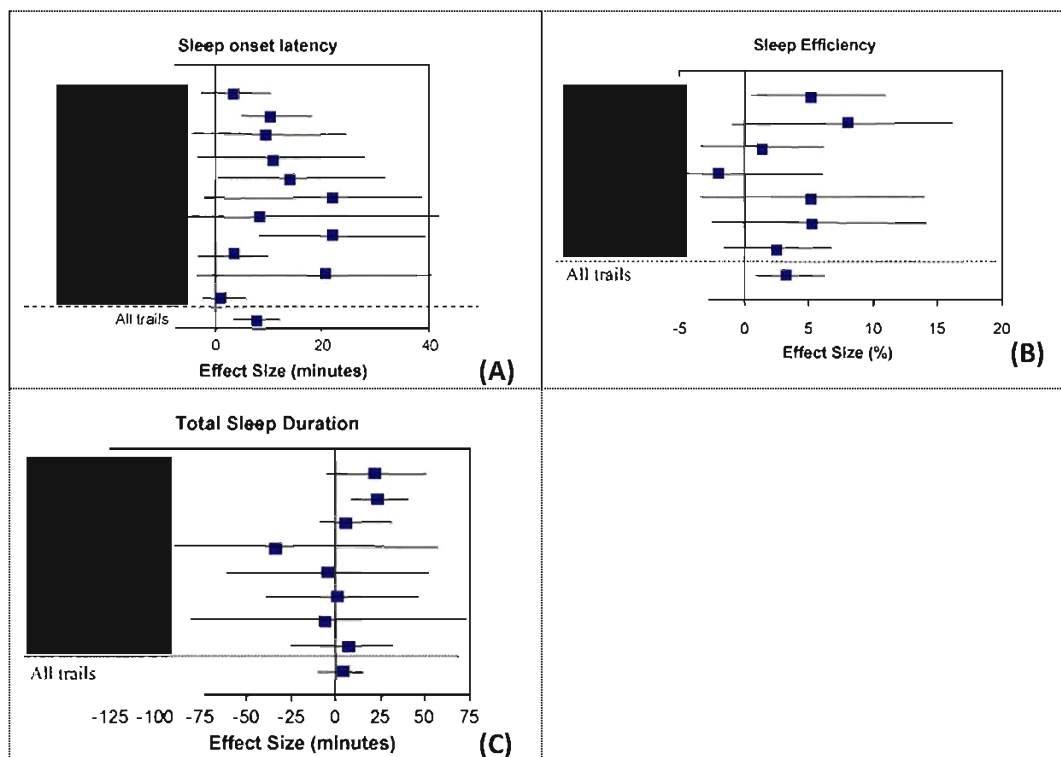 Sleep onset latency
All trails
0 20 40
Effect Size (minutes)
(A)
Sleep Efficiency
All trails
-5 0 5 10 15 20
Effect Size (%)
(B)
Total Sleep Duration
All trails
-125 -100 -75 -50 -25 0 25 50 75
Effect Size (minutes)
(C)